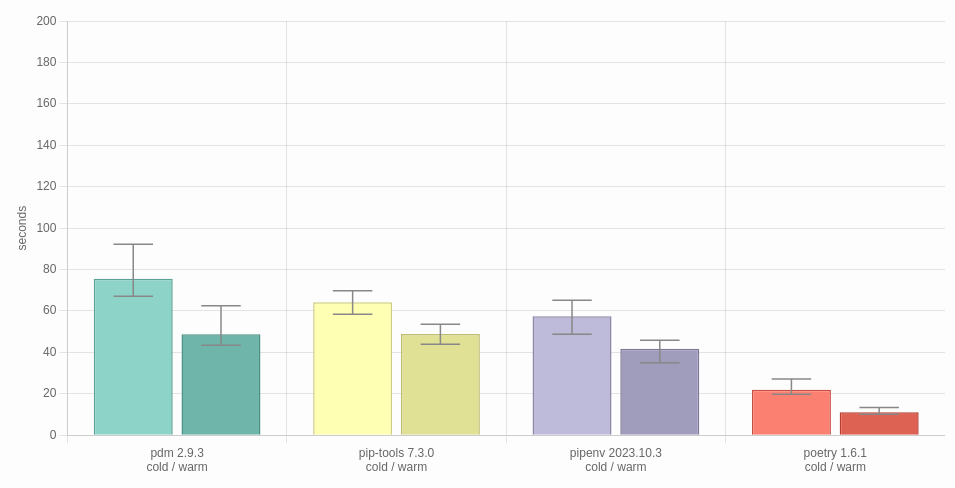 200
180
160
140
120
100
80
60
40
20
0
seconds
pdm 2.9.3
cold / warm
pip-tools 7.3.0
cold / warm
pipenv 2023.10.3
cold / warm
poetry 1.6.1
cold / warm